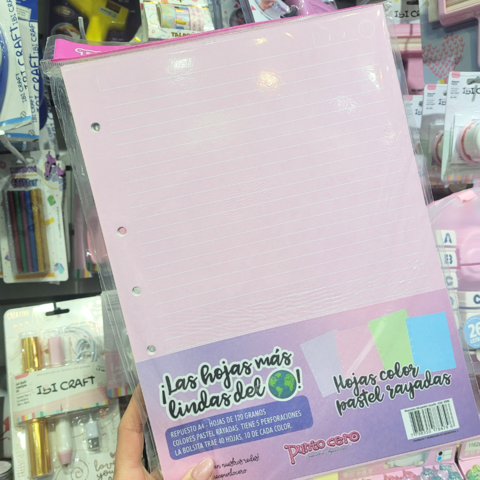 ¡Las hojas más
lindas del !
REPUESTO A4 - HOJAS DE 120 GRAMOS
COLORES PASTEL RAYADAS. TIENE 5 PERFORACIONES
LA BOLSITA TRAE 40 HOJAS, 10 DE CADA COLOR.
Hojas color
pastel rayadas
Punto cero
IBI CRAFT
IBI CRAFT
A
B
C